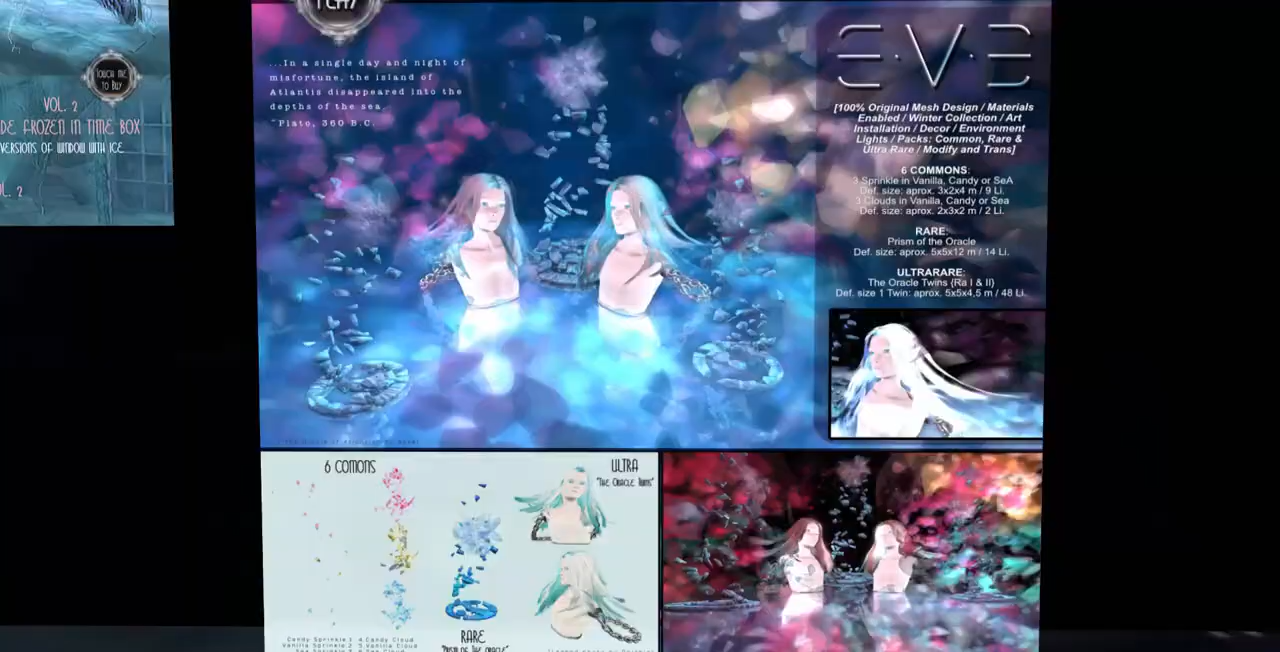 TOUCH ME
TO BUY
VOL. 2
DE FROZEN IN TIME BOX
VERSIONS OF WINDOW WITH ICE
L. 2
PLAY
...In a single day and night of
misfortune, the island of
Atlantis disappeared into the
depths of the sea.
~Plato, 360 B.C.
E·V·E
[100% Original Mesh Design / Materials
Enabled / Winter Collection / Art
Installation / Decor / Environment
Lights / Packs: Common, Rare &
Ultra Rare / Modify and Trans]
6 COMMONS:
3 Sprinkle in Vanilla, Candy or SeA
Def. size: aprox. 3x2x4 m / 9 Li.
3 Clouds in Vanilla, Candy or Sea
Def. size: aprox. 2x3x2 m / 2 Li.
RARE:
Prism of the Oracle
Def. size: aprox. 5x5x12 m / 14 Li.
ULTRARARE:
The Oracle Twins (Ra I & II)
Def. size 1 Twin: aprox. 5x5x4,5 m / 48 Li.
6 COMONS
ULTRA
"THE ORACLE TWINS"
Candy Sprinkle.1 4.Candy Cloud
Vanilla Sprinkle.2 5.Vanilla Cloud
RARE
"PRISM OF THE ORACLE"